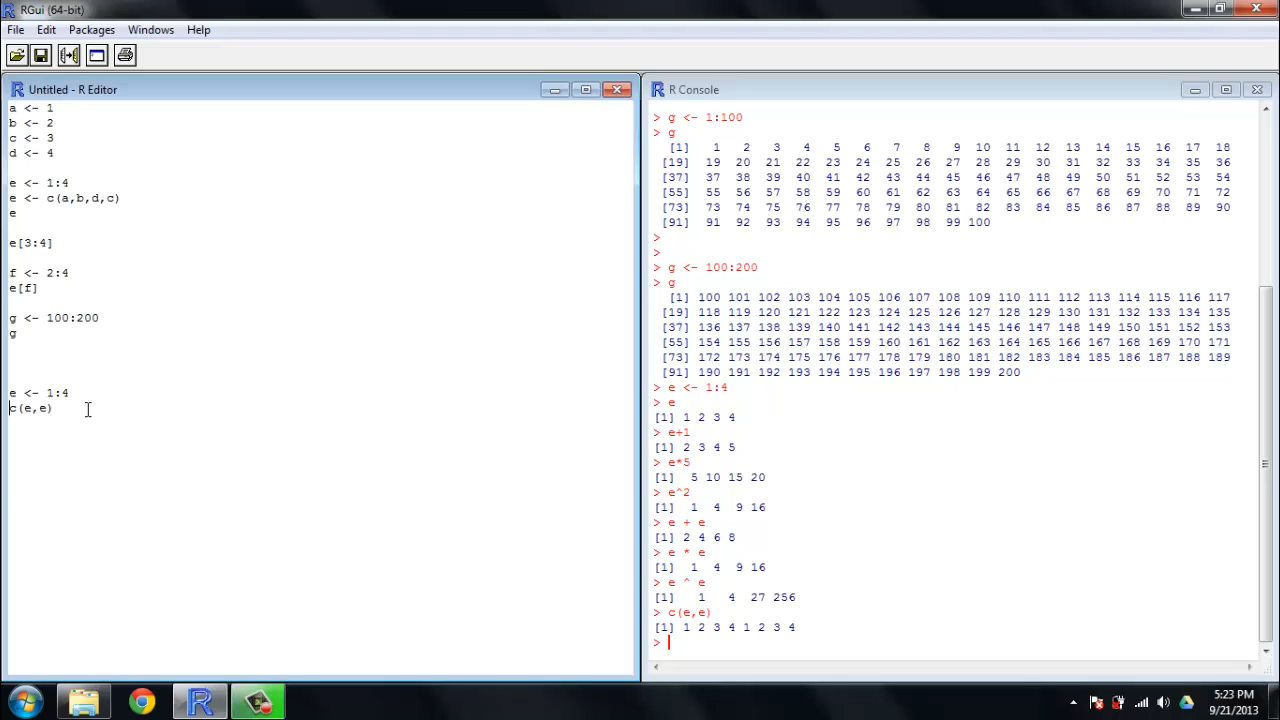 RGui (64-bit)
File Edit Packages Windows Help
Untitled - R Editor
a <- 1
b <- 2
c <- 3
d <- 4
e <- 1:4
e <- c(a,b,d,c)
e
e[3:4]
f <- 2:4
e[f]
g <- 100:200
g
e <- 1:4
c(e,e)
R Console
> g <- 1:100
> g
[1] 1 2 3 4 5 6 7 8 9 10 11 12 13 14 15 16 17 18
[19] 19 20 21 22 23 24 25 26 27 28 29 30 31 32 33 34 35 36
[37] 37 38 39 40 41 42 43 44 45 46 47 48 49 50 51 52 53 54
[55] 55 56 57 58 59 60 61 62 63 64 65 66 67 68 69 70 71 72
[73] 73 74 75 76 77 78 79 80 81 82 83 84 85 86 87 88 89 90
[91] 91 92 93 94 95 96 97 98 99 100
>
>
> g <- 100:200
> g
[1] 100 101 102 103 104 105 106 107 108 109 110 111 112 113 114 115 116 117
[19] 118 119 120 121 122 123 124 125 126 127 128 129 130 131 132 133 134 135
[37] 136 137 138 139 140 141 142 143 144 145 146 147 148 149 150 151 152 153
[55] 154 155 156 157 158 159 160 161 162 163 164 165 166 167 168 169 170 171
[73] 172 173 174 175 176 177 178 179 180 181 182 183 184 185 186 187 188 189
[91] 190 191 192 193 194 195 196 197 198 199 200
> e <- 1:4
> e
[1] 1 2 3 4
> e+1
[1] 2 3 4 5
> e*5
[1] 5 10 15 20
> e^2
[1] 1 4 9 16
> e + e
[1] 2 4 6 8
> e * e
[1] 1 4 9 16
> e ^ e
[1] 1 4 27 256
> c(e,e)
[1] 1 2 3 4 1 2 3 4
>
5:23 PM
9/21/2013